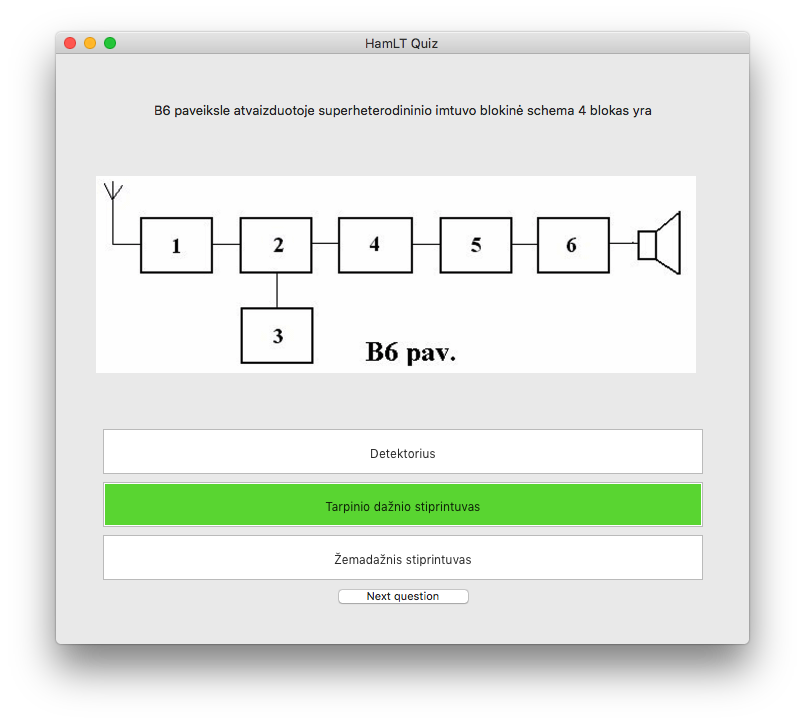 HamLT Quiz
B6 paveiksle atvaizduotoje superheterodininio imtuvo blokinė schema 4 blokas yra
1 2 4 5 6
3
B6 pav.
Detektorius
Tarpinio dažnio stiprintuvas
Žemadažnis stiprintuvas
Next question